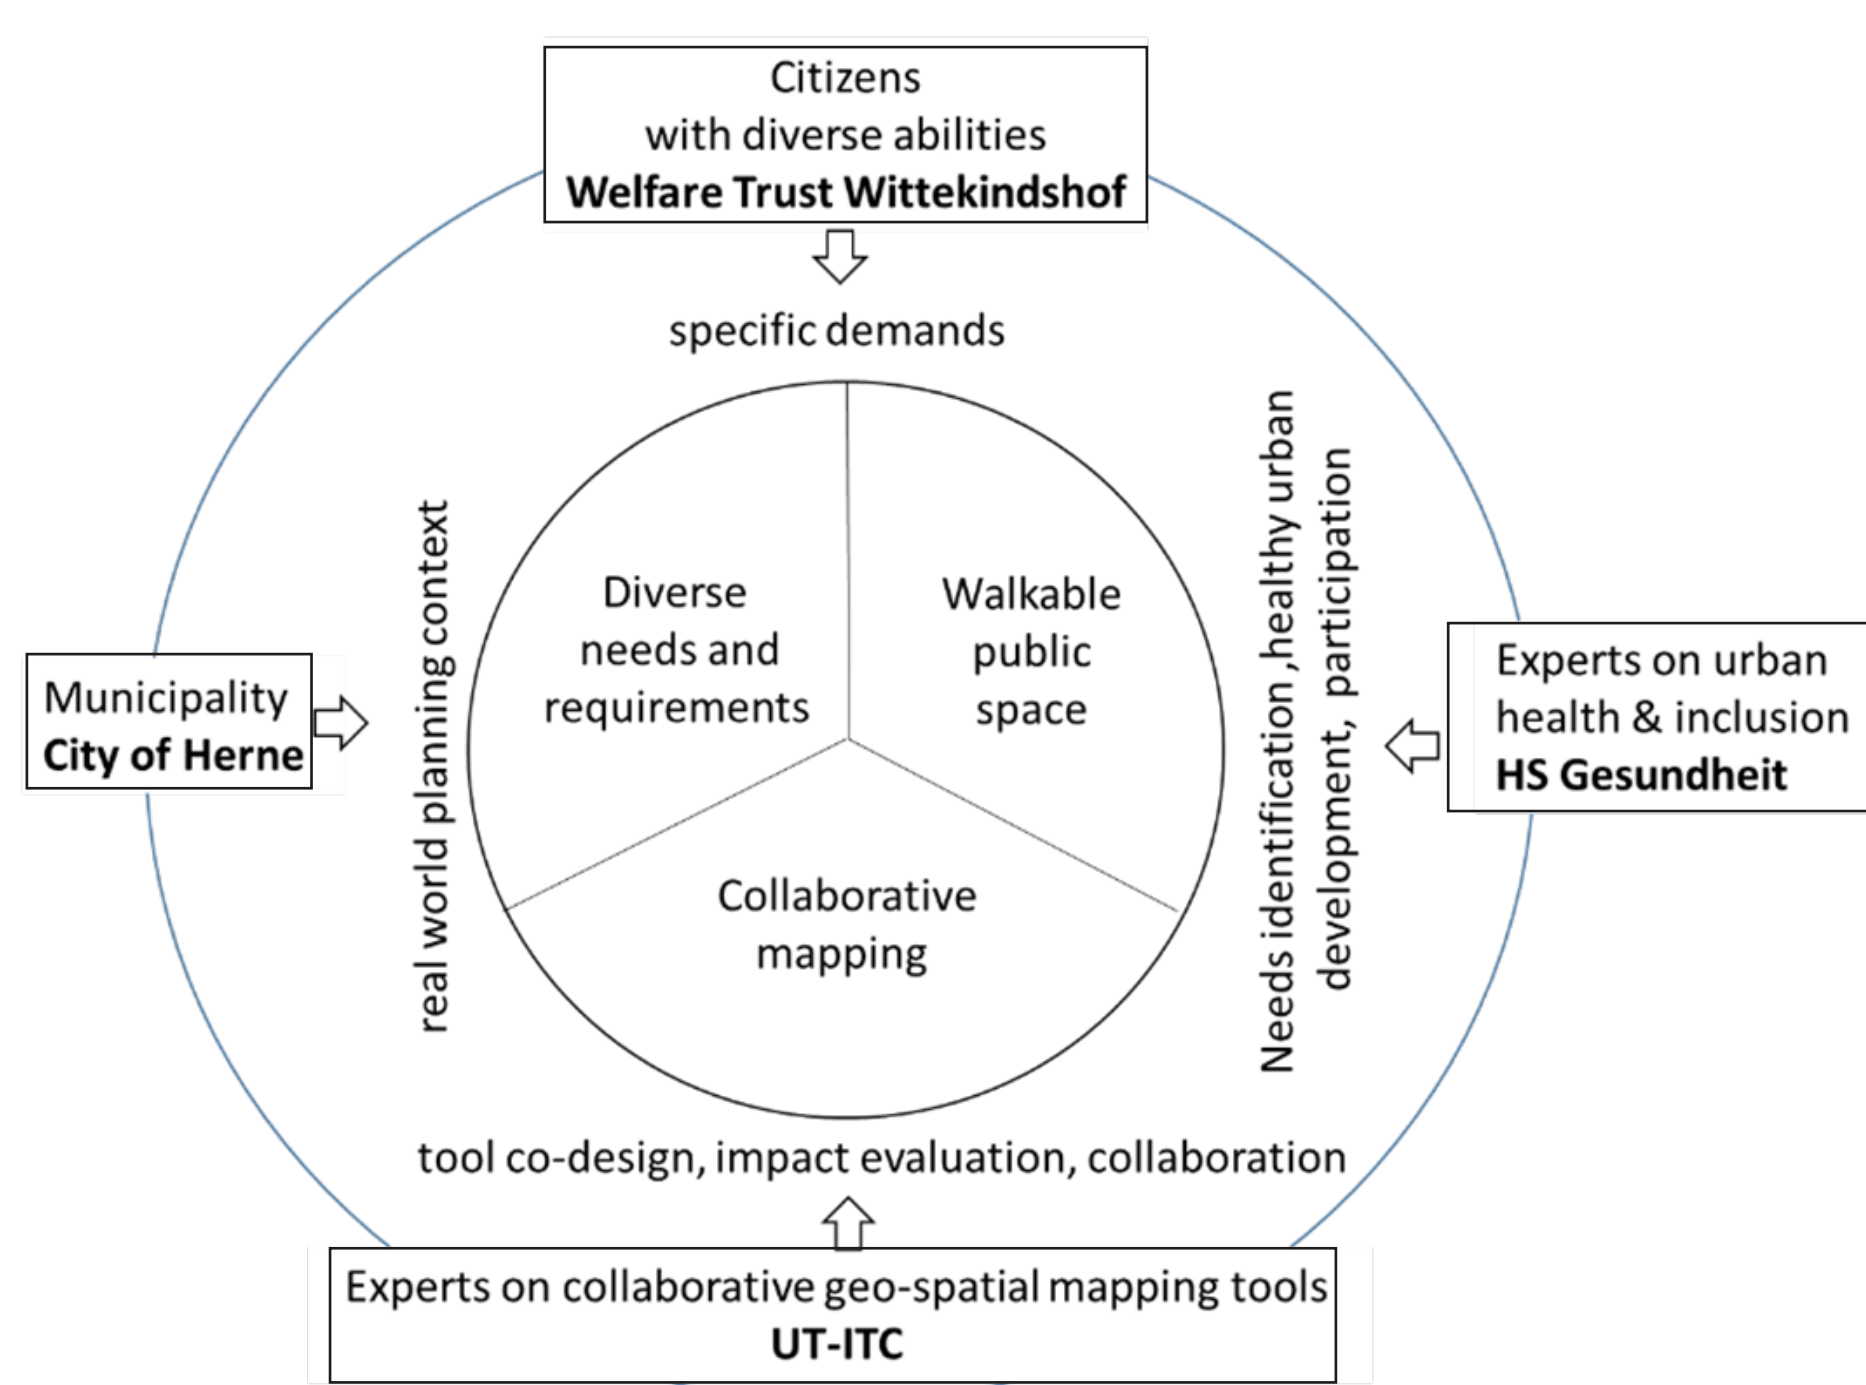 Citizens
with diverse abilities
Welfare Trust Wittekindshof
specific demands
Needs identification ,healthy urban
development, participation
real world planning context
Diverse
needs and
requirements
Walkable
public
space
Municipality
City of Herne
Experts on urban
health & inclusion
HS Gesundheit
Collaborative
mapping
tool co-design, impact evaluation, collaboration
Experts on collaborative geo-spatial mapping tools
UT-ITC